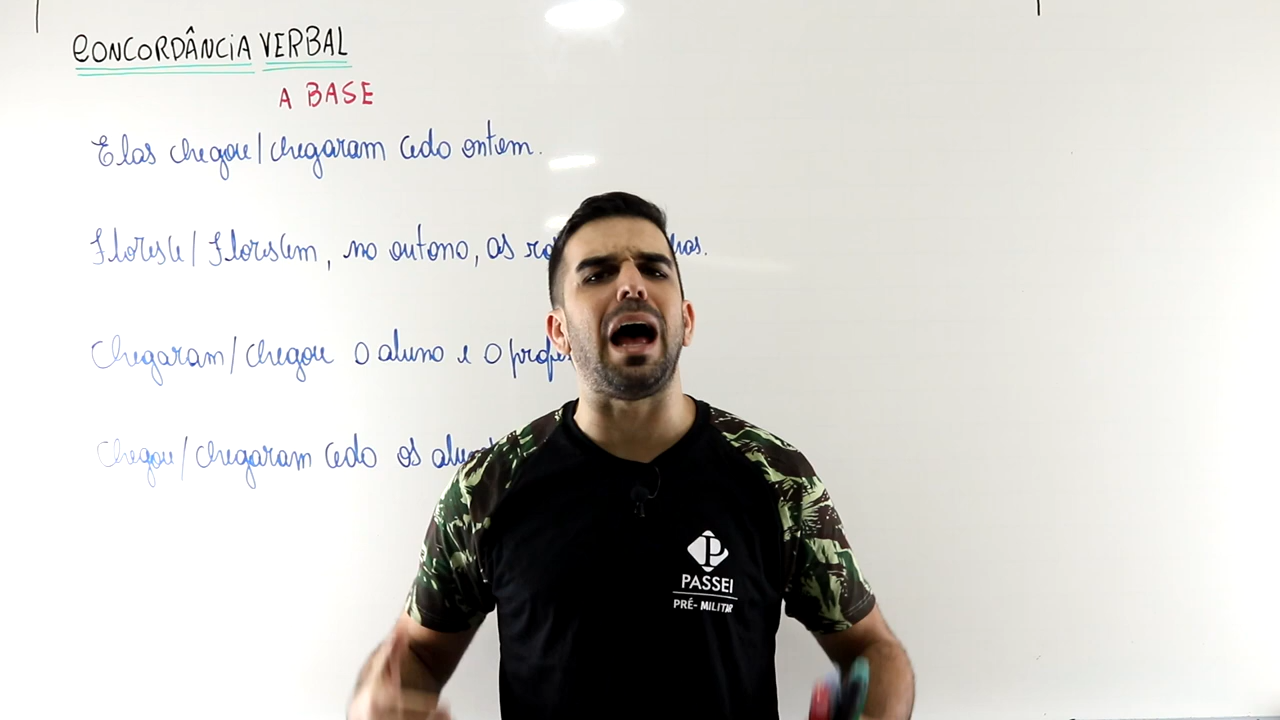 CONCORDÂNCIA VERBAL
A BASE
Elas chegou/chegaram cedo ontem.
Floresce/Florescem, no outono, as
Chegaram/chegou o aluno e o
Chegou/chegaram cedo os
P
PASSEI
PRÉ-MILITAR